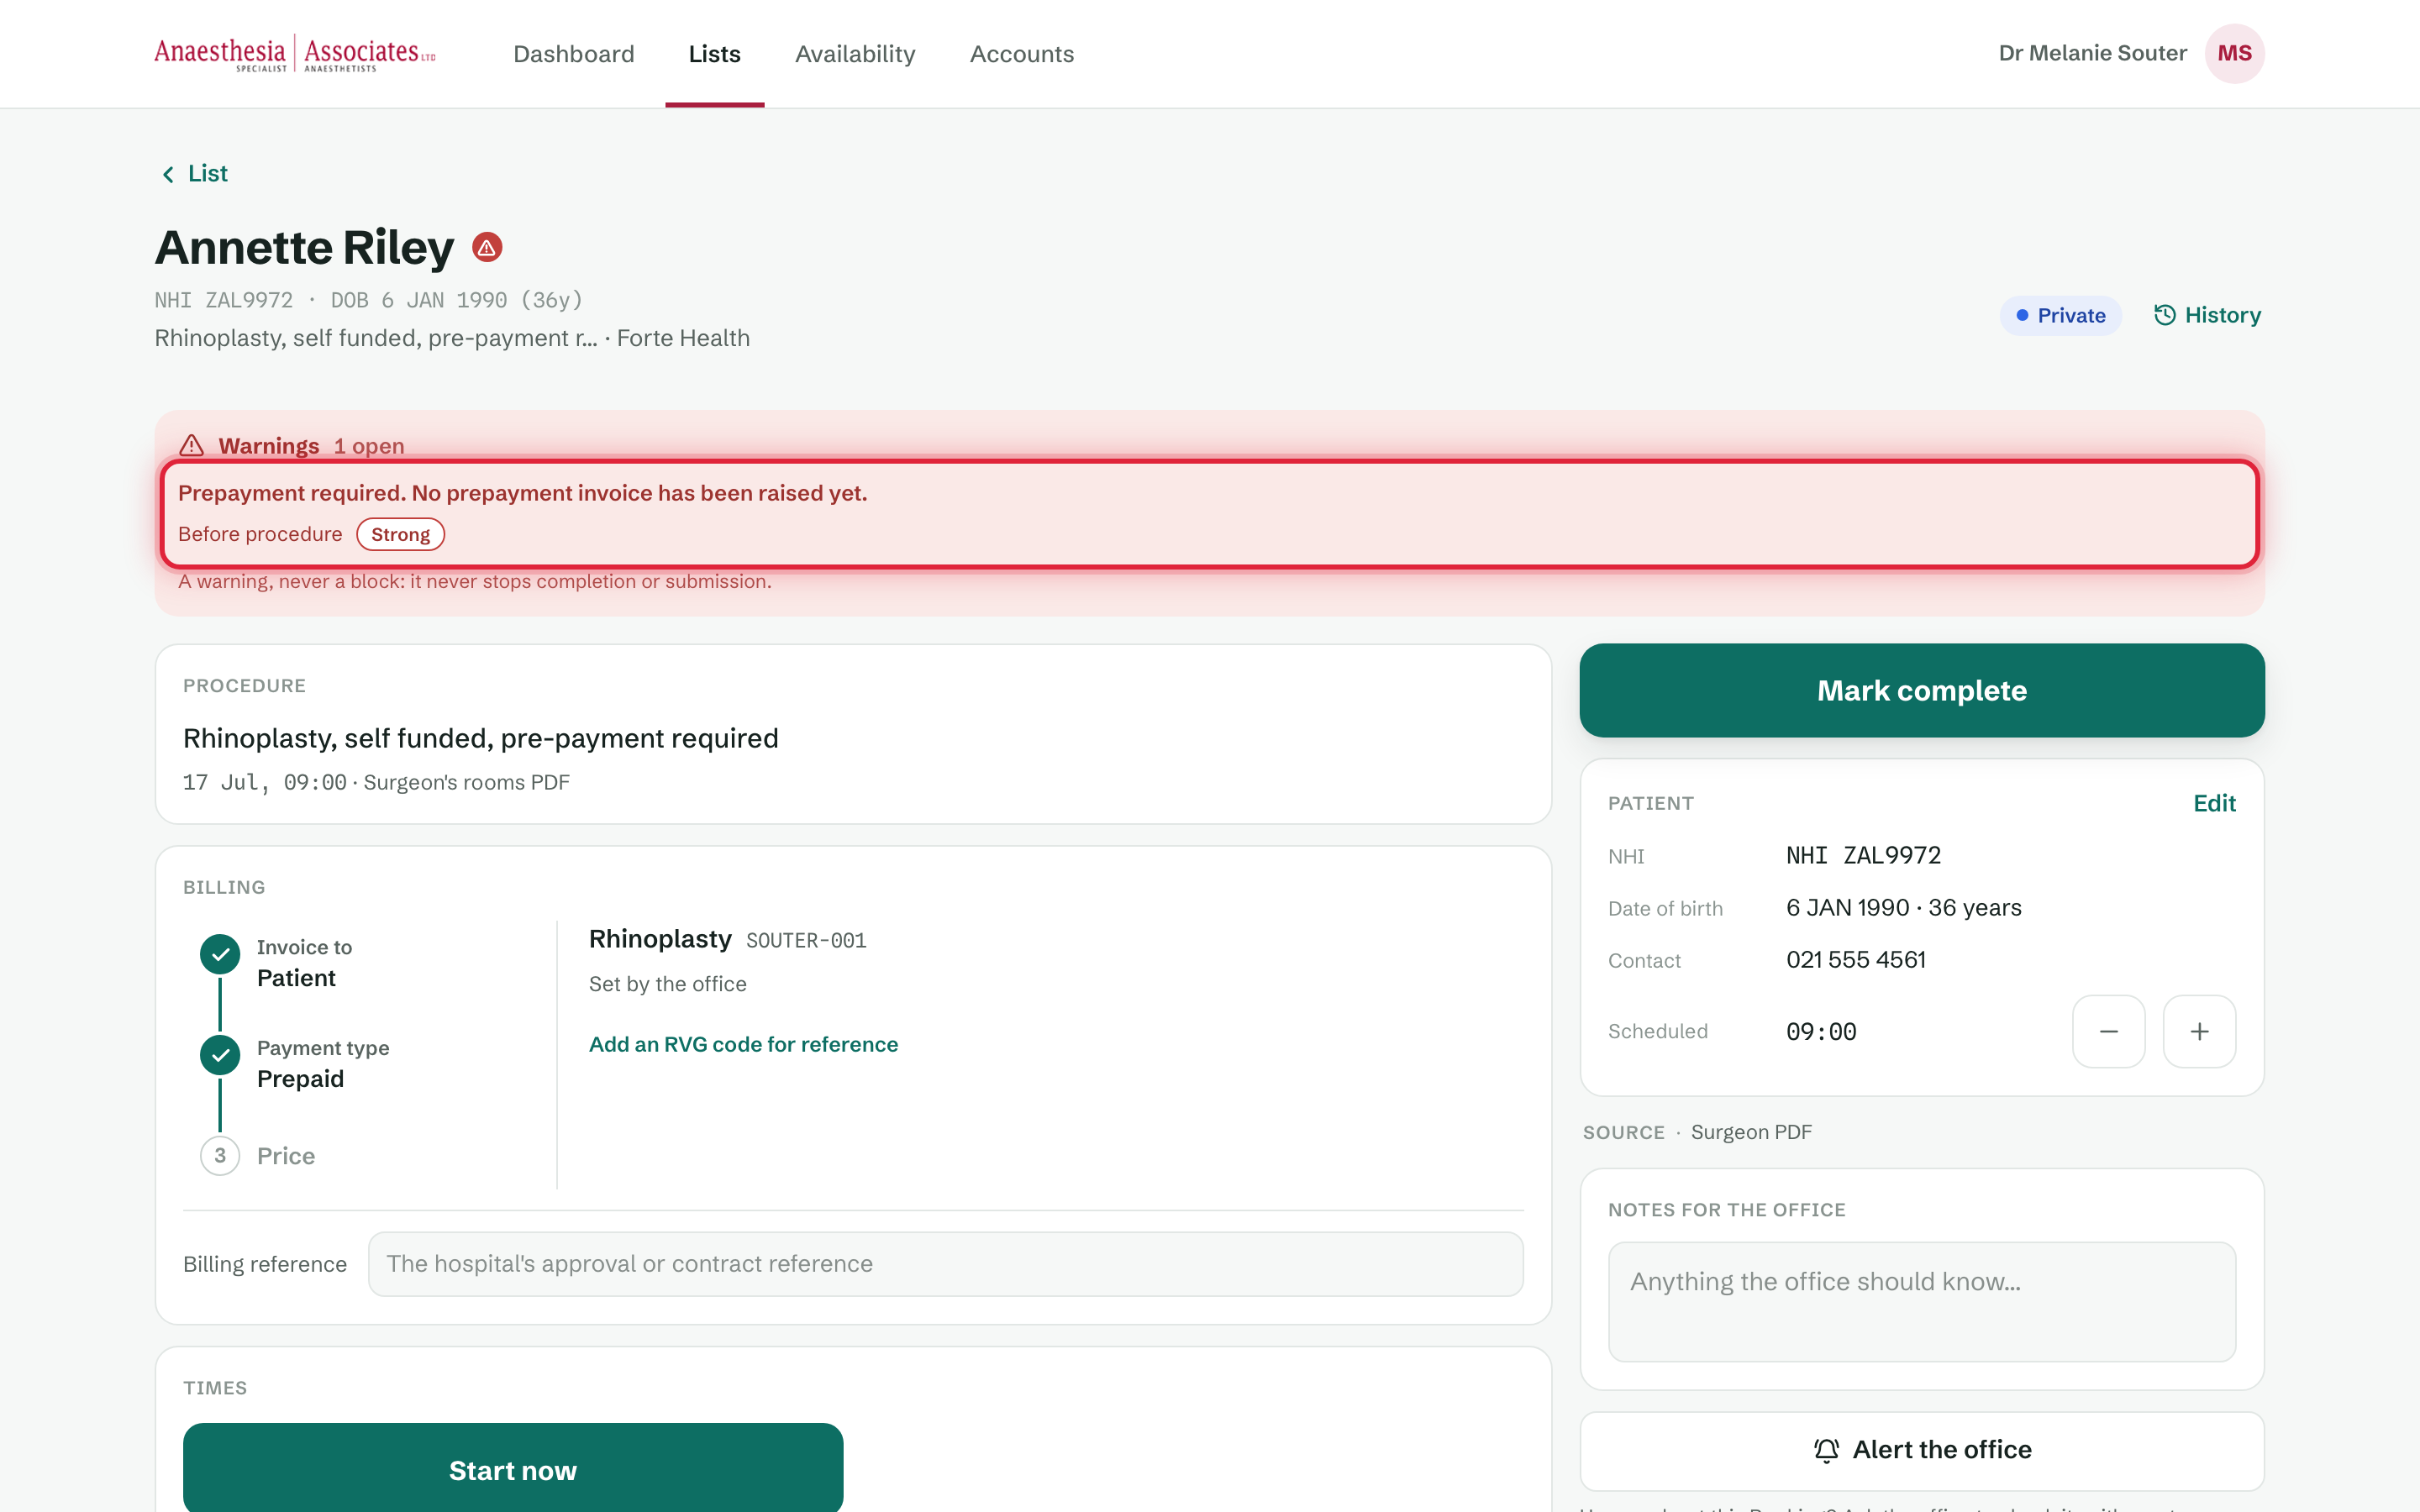 Anaesthesia | Associates LTD
SPECIALIST ANAESTHETISTS
Dashboard
Lists
Availability
Accounts
Dr Melanie Souter
MS
List
Annette Riley
NHI ZAL9972 · DOB 6 JAN 1990 (36y)
Rhinoplasty, self funded, pre-payment r... · Forte Health
Private
History
Warnings 1 open
Prepayment required. No prepayment invoice has been raised yet.
Before procedure Strong
A warning, never a block: it never stops completion or submission.
PROCEDURE
Rhinoplasty, self funded, pre-payment required
17 Jul, 09:00 · Surgeon's rooms PDF
BILLING
Invoice to
Patient
Payment type
Prepaid
3 Price
Rhinoplasty SOUTER-001
Set by the office
Add an RVG code for reference
Billing reference The hospital's approval or contract reference
TIMES
Start now
Mark complete
PATIENT Edit
NHI NHI ZAL9972
Date of birth 6 JAN 1990 · 36 years
Contact 021 555 4561
Scheduled 09:00 − +
SOURCE · Surgeon PDF
NOTES FOR THE OFFICE
Anything the office should know...
Alert the office